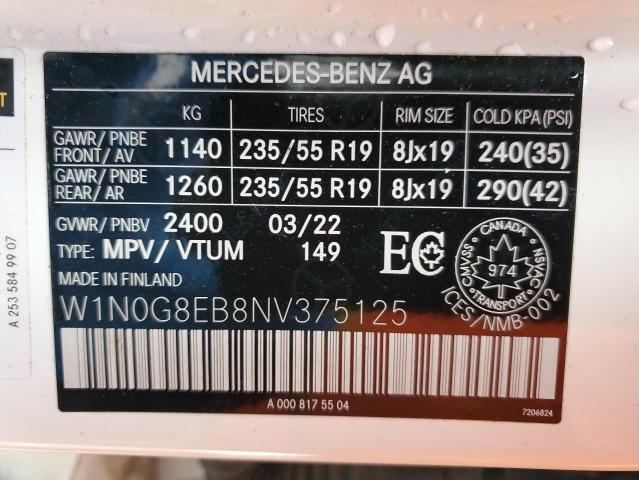 MERCEDES-BENZ AG
KG TIRES RIM SIZE COLD KPA(PSI)
GAWR/PNBE FRONT/AV 1140 235/55 R19 8Jx19 240(35)
GAWR/PNBE REAR/AR 1260 235/55 R19 8Jx19 290(42)
GVWR/PNBV 2400 03/22
TYPE: MPV/VTUM 149
EC
CANADA
NSVAC 974 SSVMC
TRANSPORT
ICES/NMB-002
MADE IN FINLAND
W1N0G8EB8NV375125
A 000 817 55 04
7206824
A 253 584 99 07
T